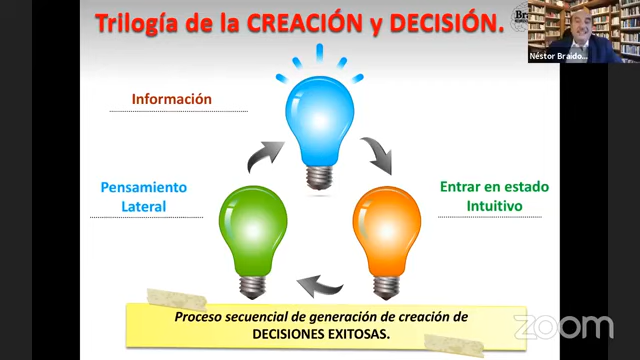 Trilogía de la CREACIÓN y DECISIÓN.
Néstor Braido...
Información
Pensamiento
Lateral
Entrar en estado
Intuitivo
Proceso secuencial de generación de creación de
DECISIONES EXITOSAS.
zoom